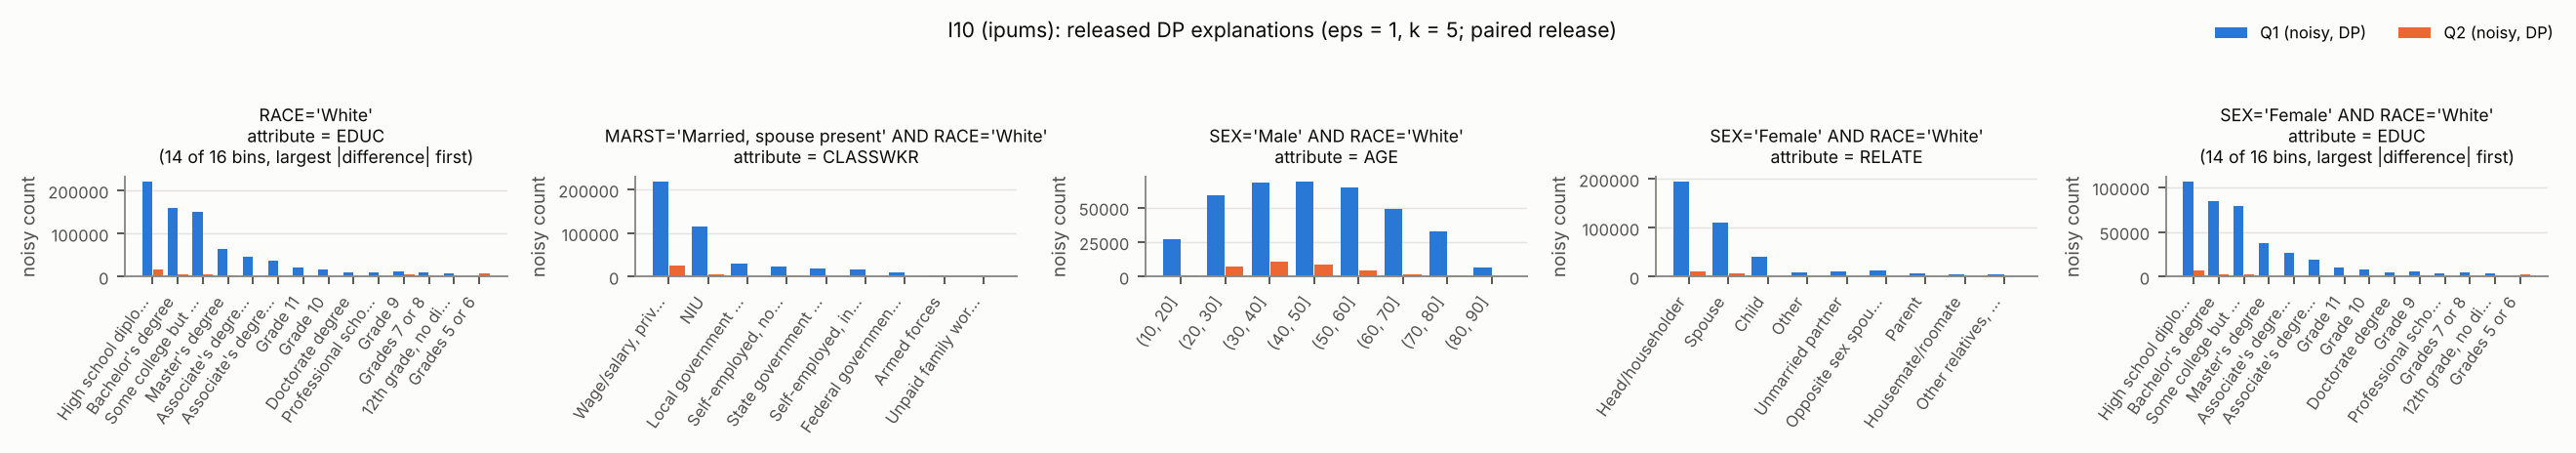 I10 (ipums): released DP explanations (eps = 1, k = 5; paired release)
Q1 (noisy, DP)
Q2 (noisy, DP)
RACE='White'
attribute = EDUC
(14 of 16 bins, largest |difference| first)
noisy count
200000
100000
0
High school diplo...
Bachelor's degree
Some college but ...
Master's degree
Associate's degre...
Associate's degre...
Grade 11
Grade 10
Doctorate degree
Professional scho...
Grade 9
Grades 7 or 8
12th grade, no di...
Grades 5 or 6
MARST='Married, spouse present' AND RACE='White'
attribute = CLASSWKR
noisy count
200000
100000
0
Wage/salary, priv...
NIU
Local government ...
Self-employed, no...
State government ...
Self-employed, in...
Federal governmen...
Armed forces
Unpaid family wor...
SEX='Male' AND RACE='White'
attribute = AGE
noisy count
50000
25000
0
(10, 20]
(20, 30]
(30, 40]
(40, 50]
(50, 60]
(60, 70]
(70, 80]
(80, 90]
SEX='Female' AND RACE='White'
attribute = RELATE
noisy count
200000
100000
0
Head/householder
Spouse
Child
Other
Unmarried partner
Opposite sex spou...
Parent
Housemate/roomate
Other relatives, ...
SEX='Female' AND RACE='White'
attribute = EDUC
(14 of 16 bins, largest |difference| first)
noisy count
100000
50000
0
High school diplo...
Bachelor's degree
Some college but ...
Master's degree
Associate's degre...
Associate's degre...
Grade 11
Grade 10
Doctorate degree
Grade 9
Professional scho...
Grades 7 or 8
12th grade, no di...
Grades 5 or 6